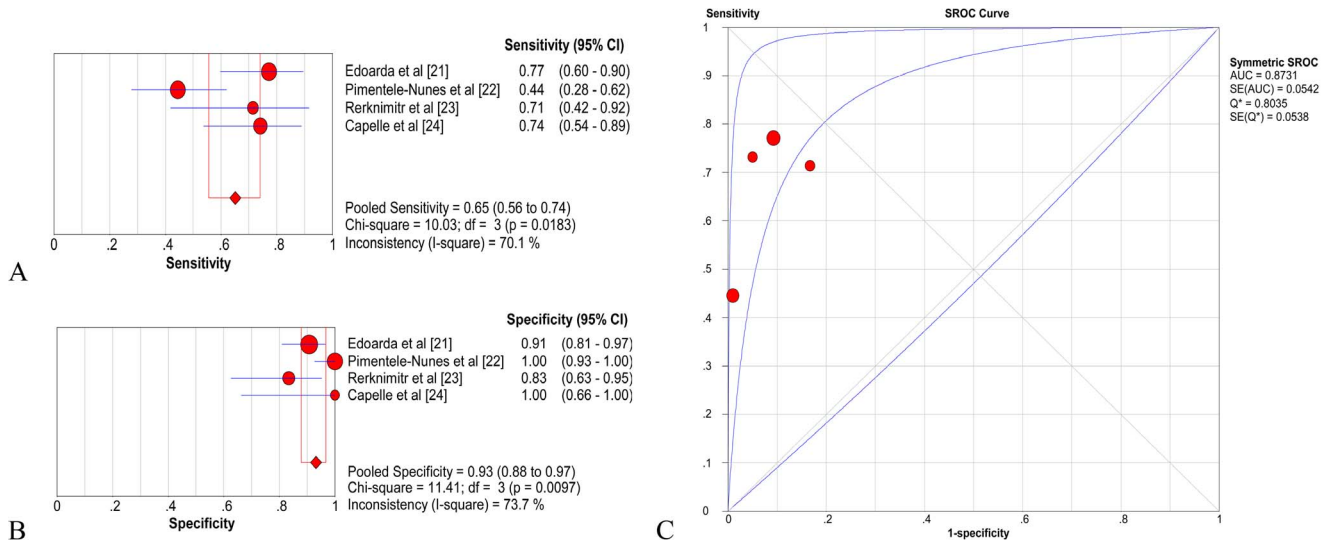 Sensitivity (95% CI)
Edoarda et al [21] 0.77 (0.60 - 0.90)
Pimentele-Nunes et al [22] 0.44 (0.28 - 0.62)
Rerknimitr et al [23] 0.71 (0.42 - 0.92)
Capelle et al [24] 0.74 (0.54 - 0.89)
Pooled Sensitivity = 0.65 (0.56 to 0.74)
Chi-square = 10.03; df = 3 (p = 0.0183)
Inconsistency (I-square) = 70.1 %
0 .2 .4 .6 .8 1
Sensitivity
A
Specificity (95% CI)
Edoarda et al [21] 0.91 (0.81 - 0.97)
Pimentele-Nunes et al [22] 1.00 (0.93 - 1.00)
Rerknimitr et al [23] 0.83 (0.63 - 0.95)
Capelle et al [24] 1.00 (0.66 - 1.00)
Pooled Specificity = 0.93 (0.88 to 0.97)
Chi-square = 11.41; df = 3 (p = 0.0097)
Inconsistency (I-square) = 73.7 %
0 .2 .4 .6 .8 1
Specificity
B
Sensitivity SROC Curve
1
.9
.8
.7
.6
.5
.4
.3
.2
.1
0
0 .2 .4 .6 .8 1
1-specificity
C
Symmetric SROC
AUC = 0.8731
SE(AUC) = 0.0542
Q* = 0.8035
SE(Q*) = 0.0538